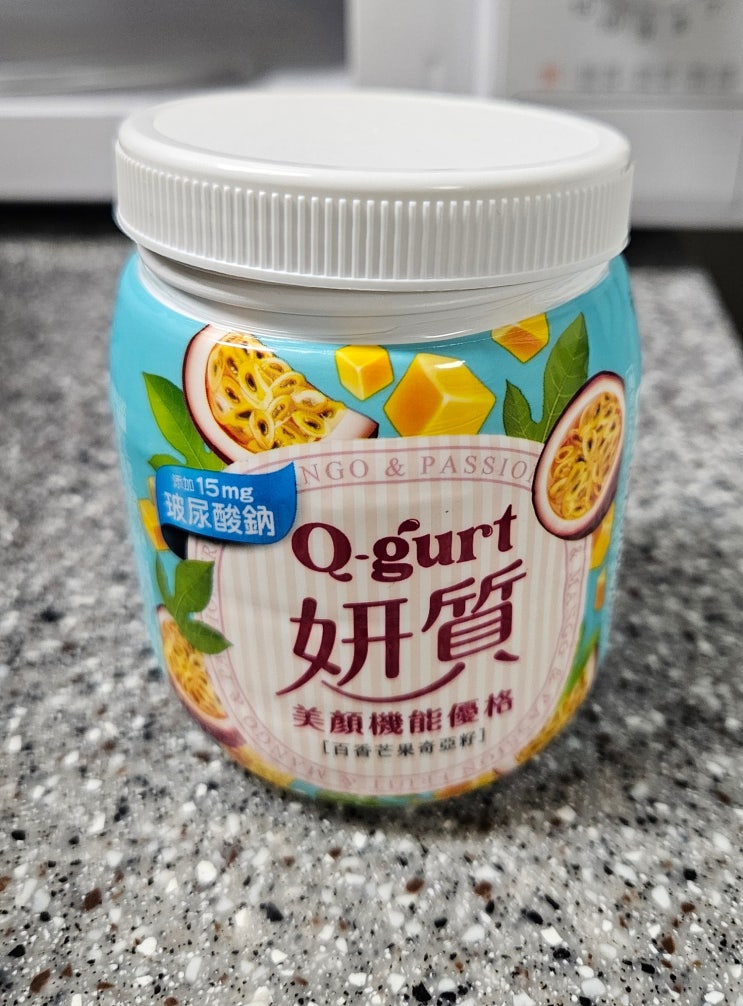 NGO & PASSIO
添加15mg
玻尿酸鈉
Q-gurt
妍質
美顏機能優格
[百香芒果奇亞籽]